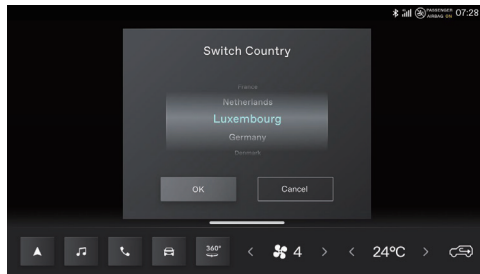 PASSENGER
AIRBAG ON
07:28
Switch Country
France
Netherlands
Luxembourg
Germany
Denmark
OK
Cancel
360°
4
24°C